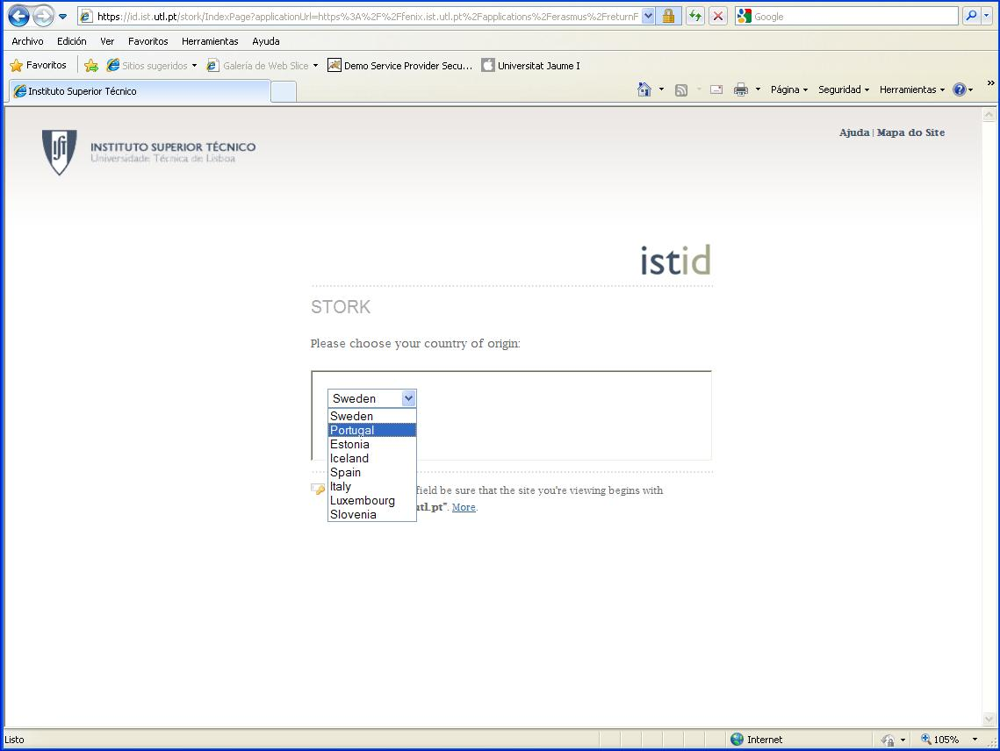 https://id.ist.utl.pt/stork/IndexPage?applicationUrl=https%3A%2F%2Ffenix.ist.utl.pt%2Fapplications%2Ferasmus%2FreturnF
Google
Archivo Edición Ver Favoritos Herramientas Ayuda
Favoritos Sitios sugeridos Galería de Web Slice Demo Service Provider Secu... Universitat Jaume I
Instituto Superior Técnico
Página Seguridad Herramientas
INSTITUTO SUPERIOR TÉCNICO
Universidade Técnica de Lisboa
Ajuda | Mapa do Site
istid
STORK
Please choose your country of origin:
Sweden
Sweden
Portugal
Estonia
Iceland
Spain
Italy
Luxembourg
Slovenia
field be sure that the site you're viewing begins with
utl.pt". More.
Listo Internet 105%